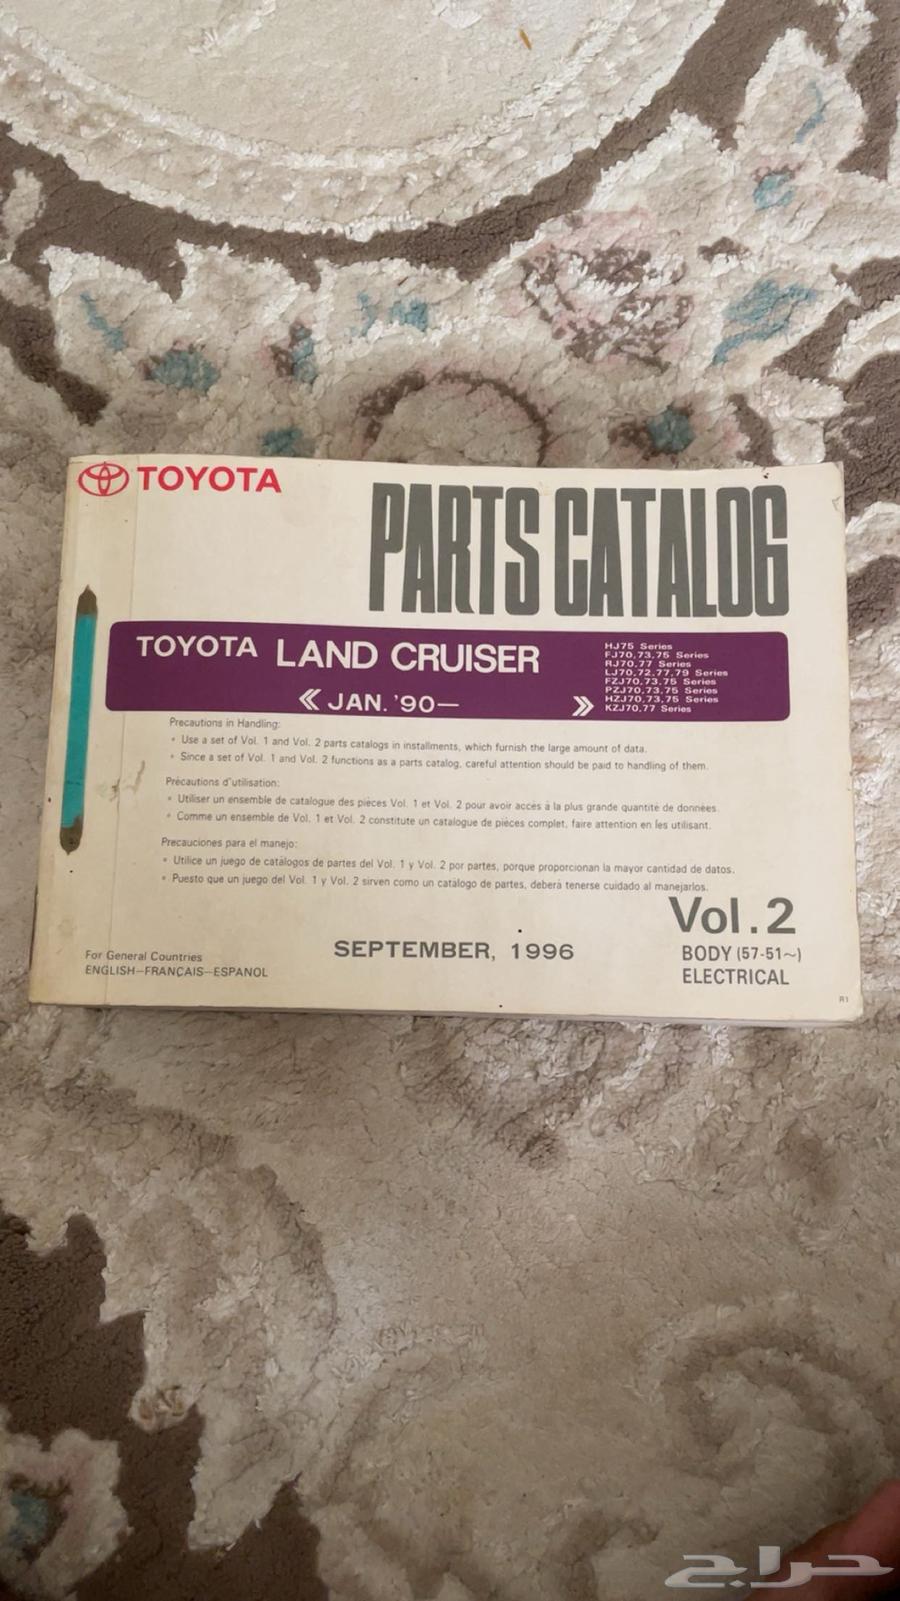 TOYOTA
PARTS CATALOG
TOYOTA LAND CRUISER
≪ JAN. '90— ≫
HJ75 Series
FJ70,73,75 Series
RJ70,77 Series
LJ70,72,77,79 Series
FZJ70,73,75 Series
PZJ70,73,75 Series
HZJ70,73,75 Series
KZJ70,77 Series
Precautions in Handling:
• Use a set of Vol. 1 and Vol. 2 parts catalogs in installments, which furnish the large amount of data.
• Since a set of Vol. 1 and Vol. 2 functions as a parts catalog, careful attention should be paid to handling of them.
Précautions d'utilisation:
• Utiliser un ensemble de catalogue des pièces Vol. 1 et Vol. 2 pour avoir accès à la plus grande quantité de données.
• Comme un ensemble de Vol. 1 et Vol. 2 constitute un catalogue de pièces complet, faire attention en les utilisant.
Precauciones para el manejo:
• Utilice un juego de catálogos de partes del Vol. 1 y Vol. 2 por partes, porque proporcionan la mayor cantidad de datos.
• Puesto que un juego del Vol. 1 y Vol. 2 sirven como un catálogo de partes, deberá tenerse cuidado al manejarlos.
Vol.2
BODY (57-51~)
ELECTRICAL
SEPTEMBER, 1996
For General Countries
ENGLISH—FRANÇAIS—ESPANOL
R1
حراج